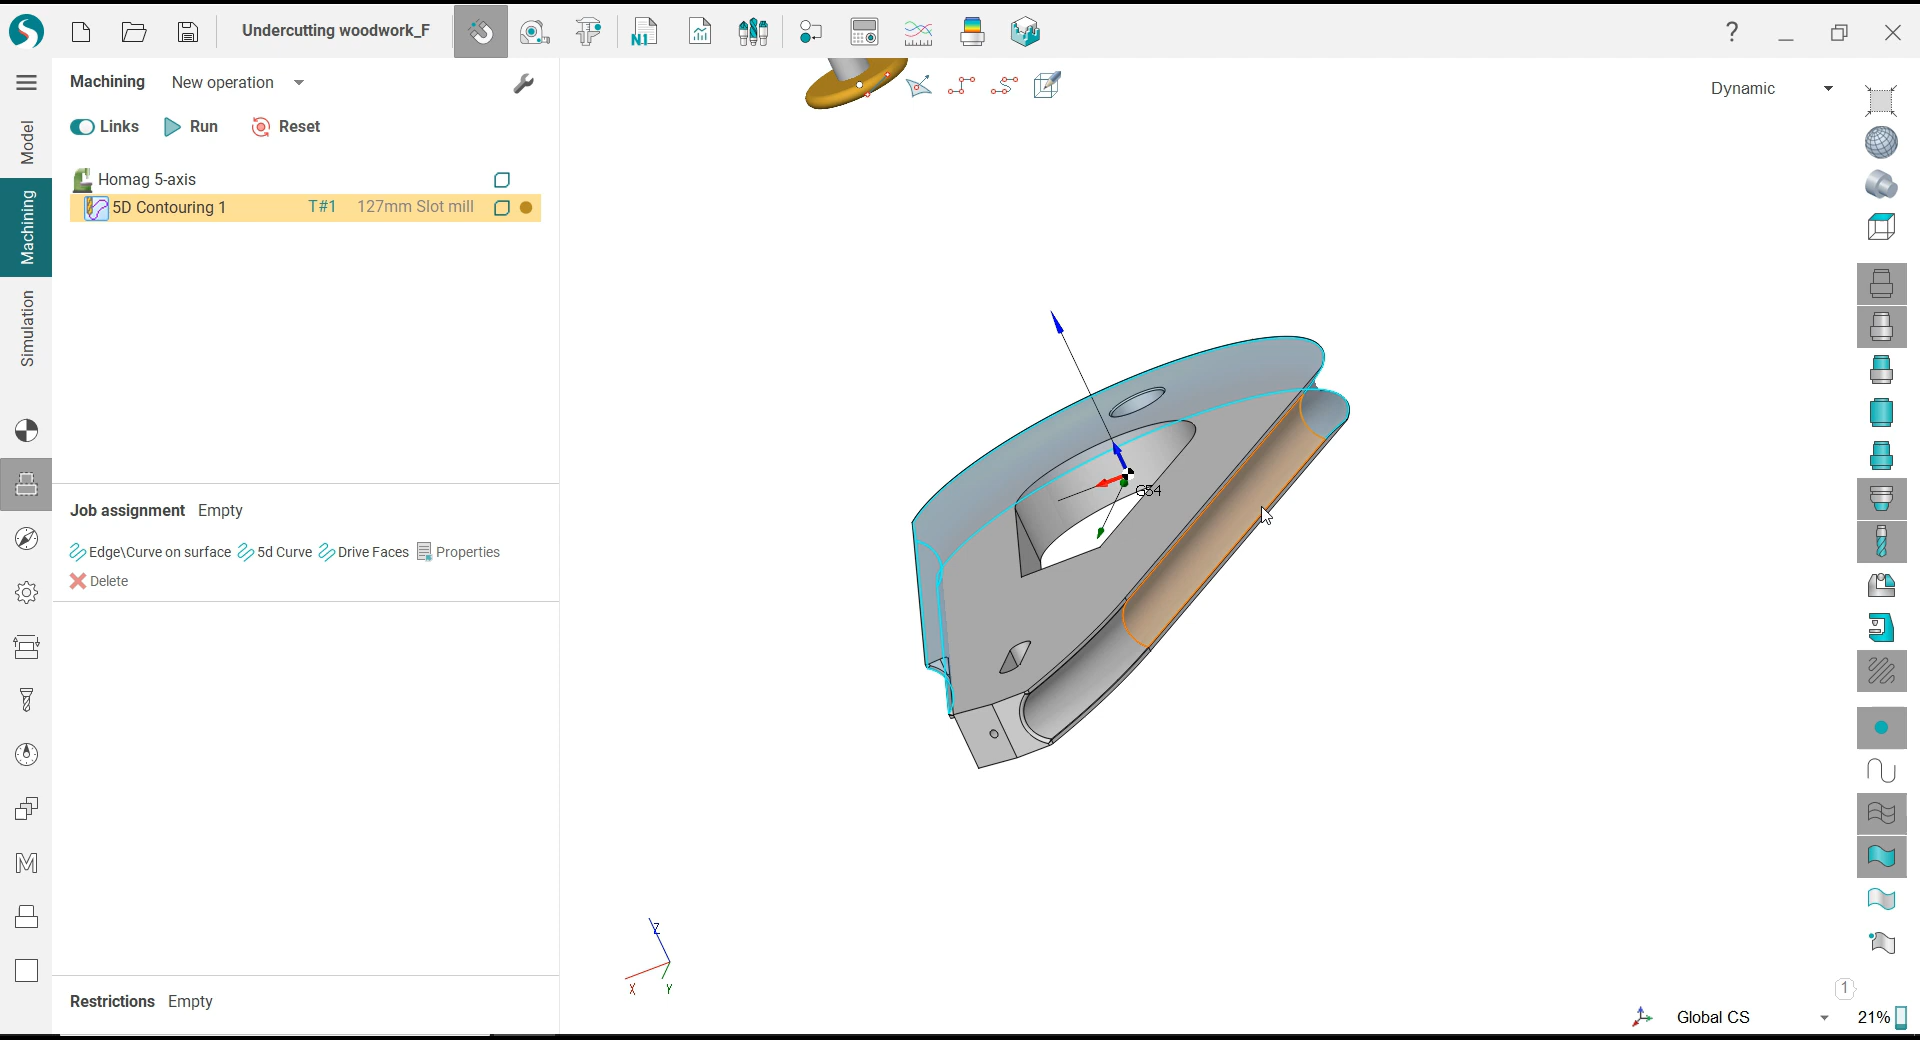 Undercutting woodwork_F
N1
?
Machining
New operation
Dynamic
Links
Run
Reset
Model
Homag 5-axis
5D Contouring 1
T#1
127mm Slot mill
Machining
Simulation
G54
Job assignment
Empty
Edge\Curve on surface
5d Curve
Drive Faces
Properties
Delete
M
Z
X
Y
1
Restrictions
Empty
Global CS
21%